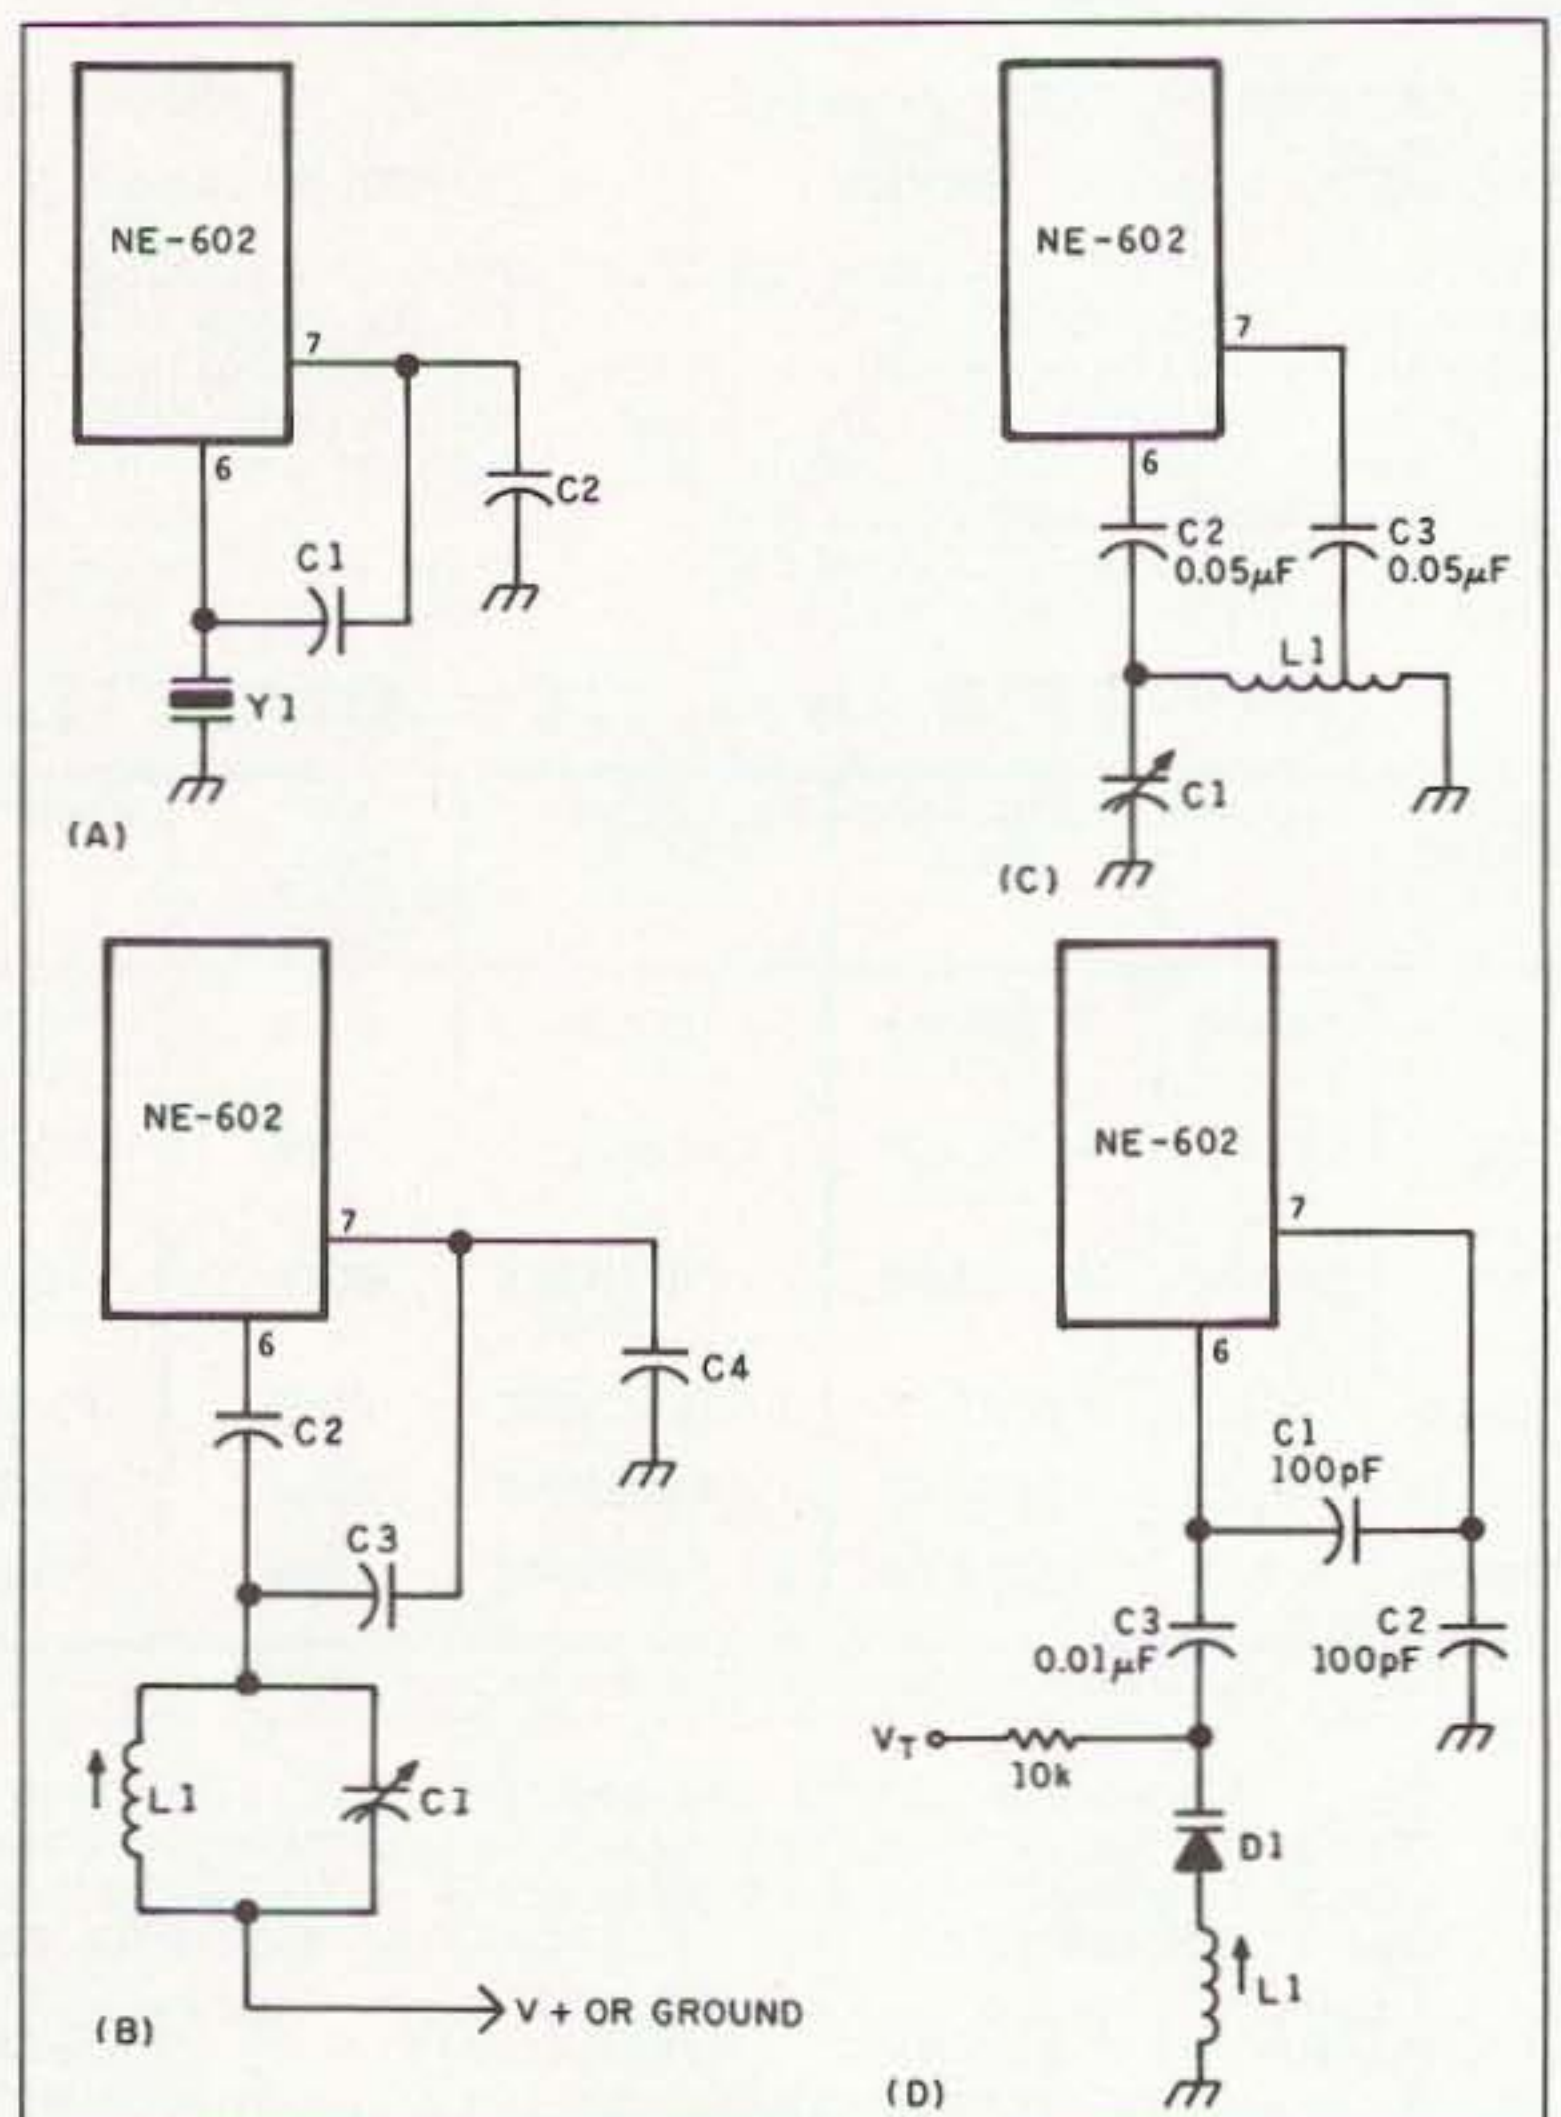 NE-602
7
6
C2
C1
Y1
(A)
NE-602
7
6
C2
0.05µF
C3
0.05µF
L1
C1
(C)
NE-602
7
6
C4
C2
C3
L1
C1
V + OR GROUND
(B)
NE-602
7
6
C1
100pF
C3
0.01µF
C2
100pF
VT
10k
D1
L1
(D)